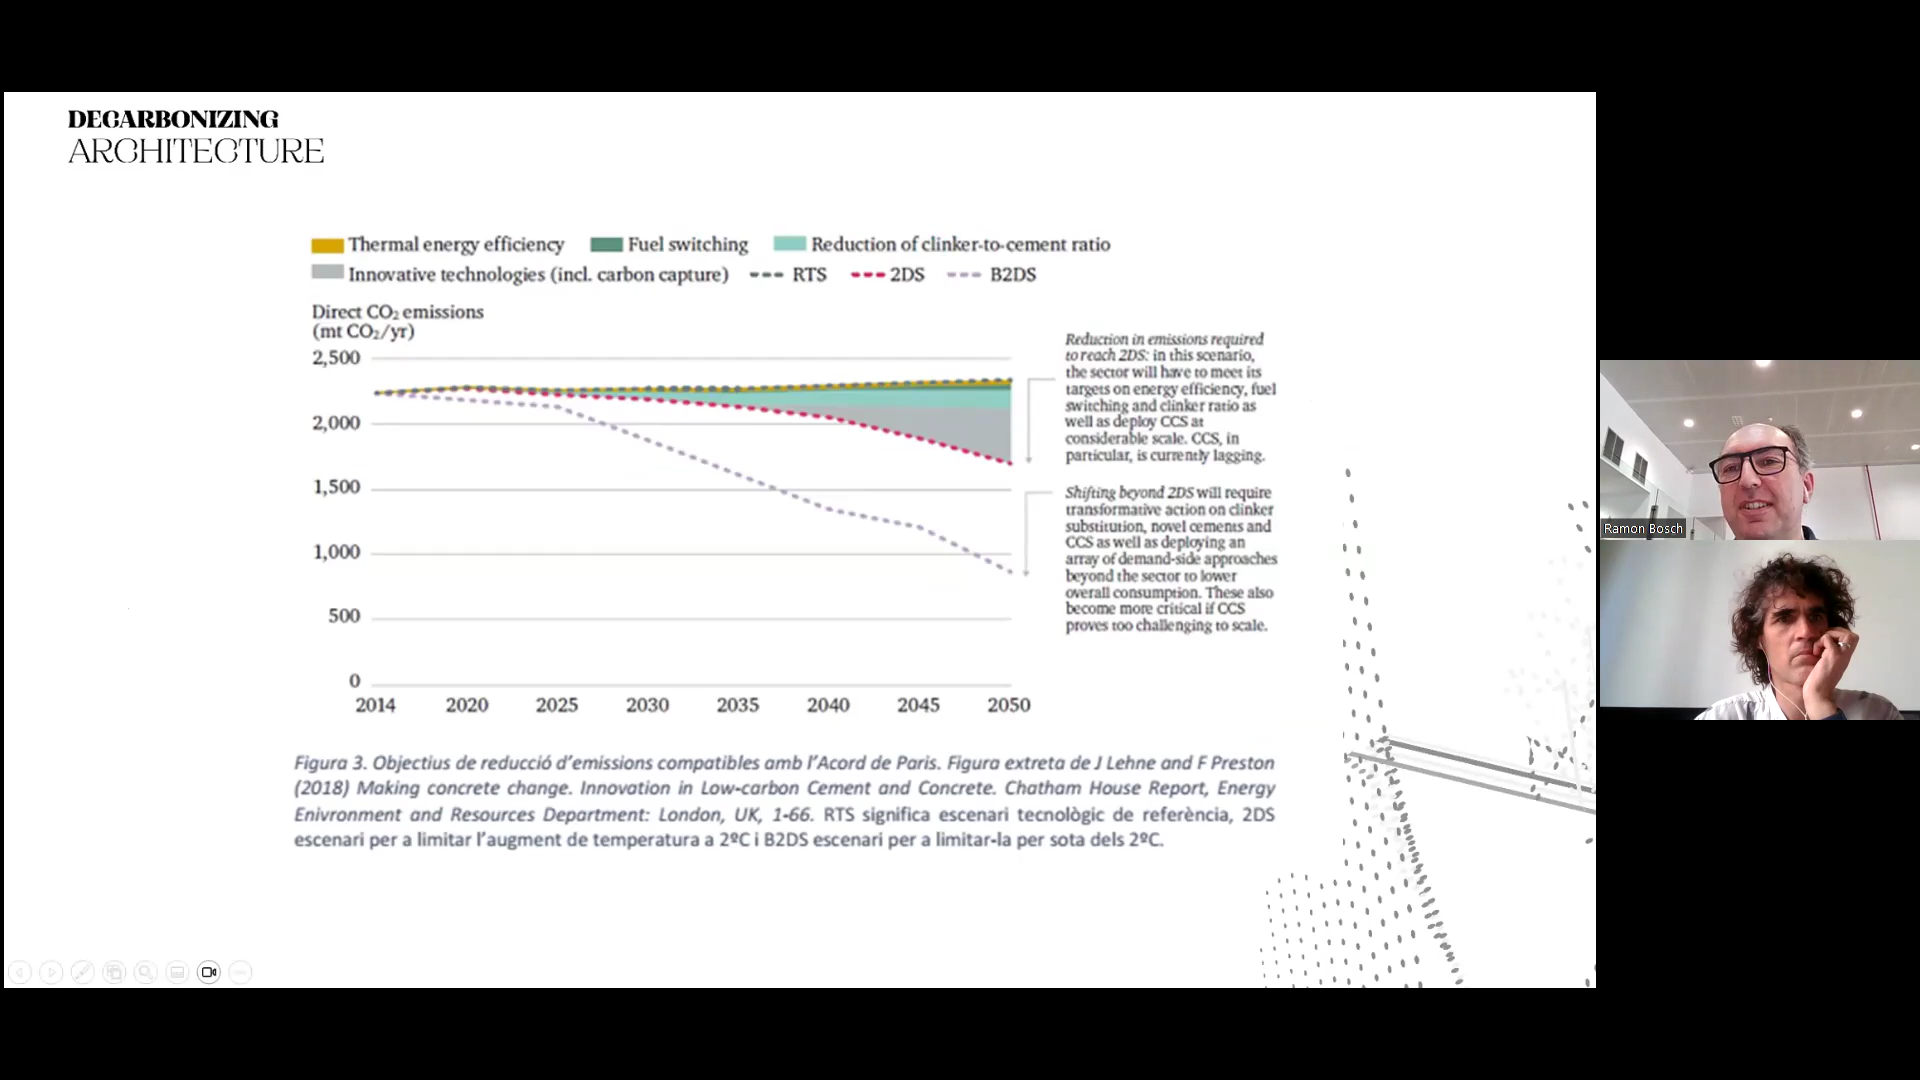 DECARBONIZING
ARCHITECTURE
Thermal energy efficiency Fuel switching Reduction of clinker-to-cement ratio
Innovative technologies (incl. carbon capture) RTS 2DS B2DS
Direct CO₂ emissions
(mt CO₂/yr)
2,500
2,000
1,500
1,000
500
0
2014 2020 2025 2030 2035 2040 2045 2050
Reduction in emissions required
to reach 2DS: in this scenario,
the sector will have to meet its
targets on energy efficiency, fuel
switching and clinker ratio as
well as deploy CCS at
considerable scale. CCS, in
particular, is currently lagging.
Shifting beyond 2DS will require
transformative action on clinker
substitution, novel cements and
CCS as well as deploying an
array of demand-side approaches
beyond the sector to lower
overall consumption. These also
become more critical if CCS
proves too challenging to scale.
Figura 3. Objectius de reducció d'emissions compatibles amb l'Acord de Paris. Figura extreta de J Lehne and F Preston
(2018) Making concrete change. Innovation in Low-carbon Cement and Concrete. Chatham House Report, Energy
Enivronment and Resources Department: London, UK, 1-66. RTS significa escenari tecnològic de referència, 2DS
escenari per a limitar l'augment de temperatura a 2ºC i B2DS escenari per a limitar-la per sota dels 2ºC.
Ramon Bosch